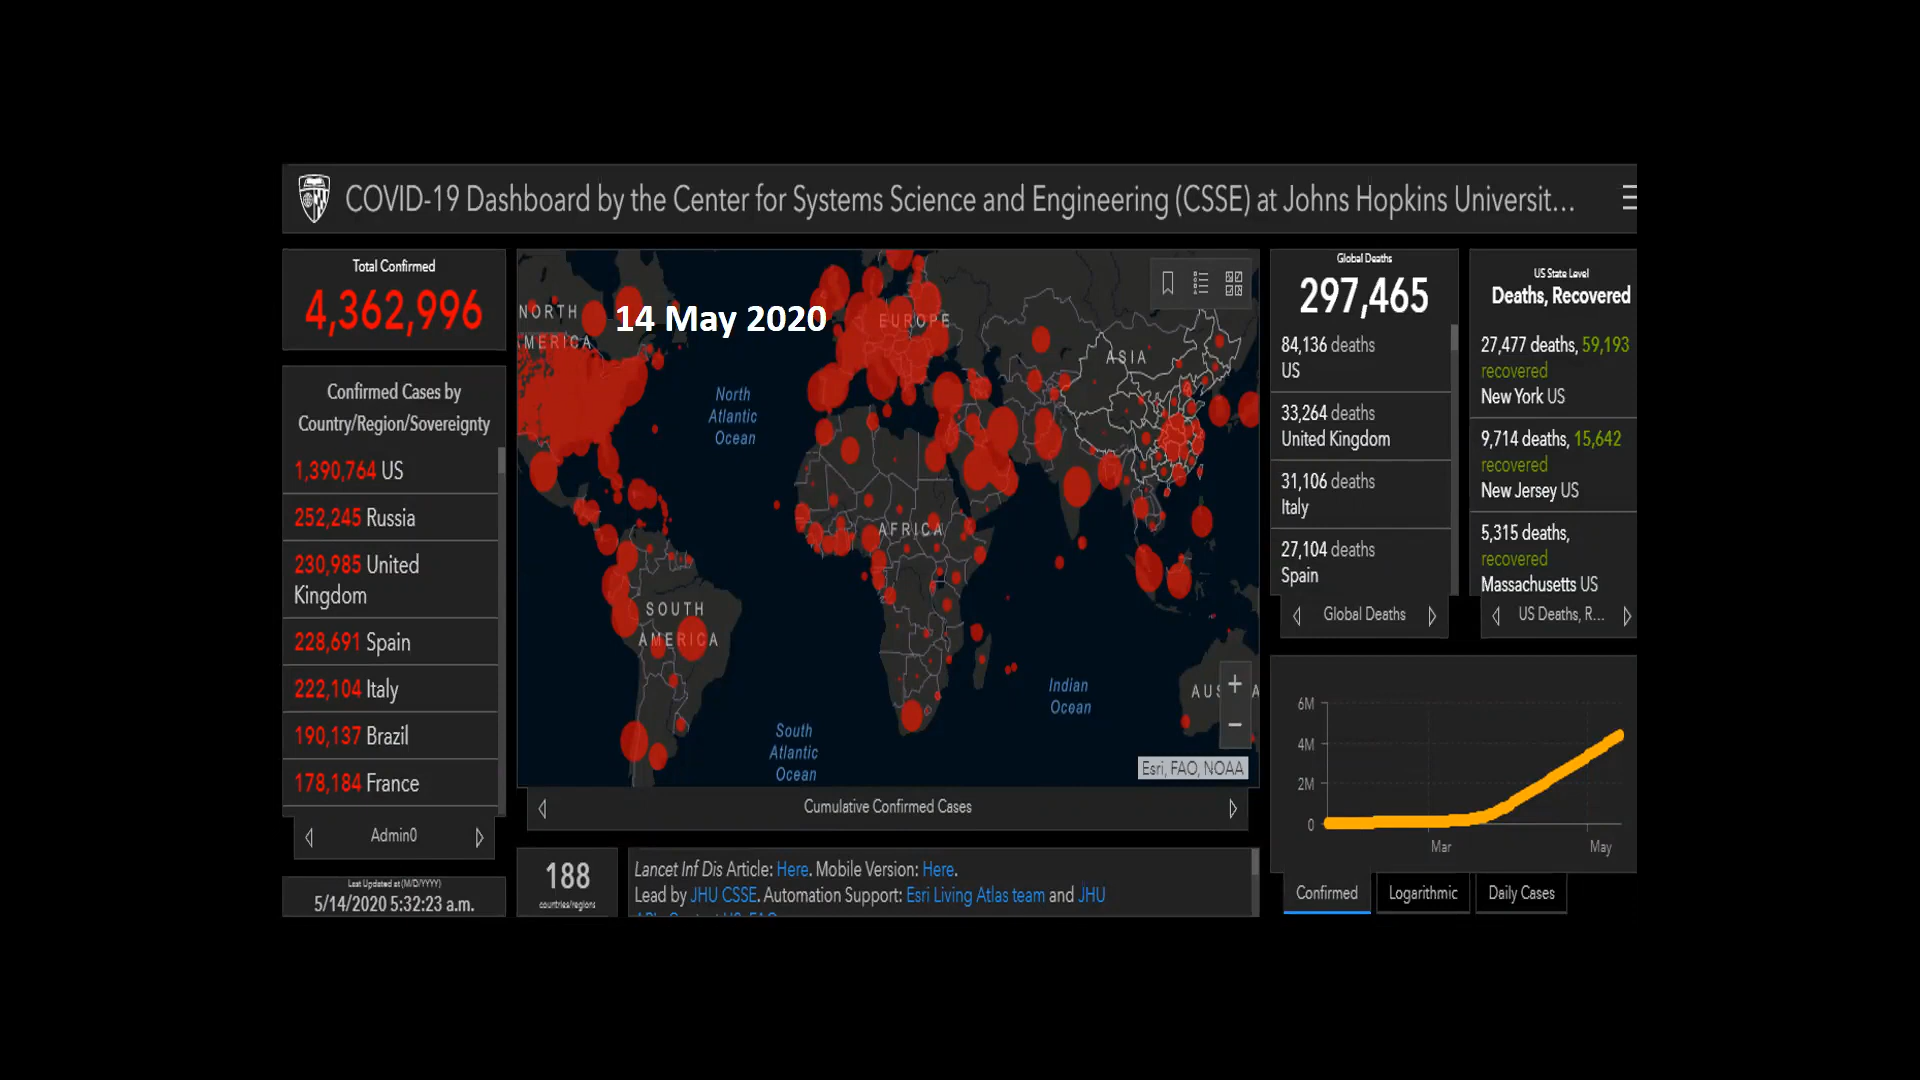 COVID-19 Dashboard by the Center for Systems Science and Engineering (CSSE) at Johns Hopkins Universit...
Total Confirmed
4,362,996
Confirmed Cases by
Country/Region/Sovereignty
1,390,764 US
252,245 Russia
230,985 United
Kingdom
228,691 Spain
222,104 Italy
190,137 Brazil
178,184 France
Admin0
Last Updated at (M/D/YYYY)
5/14/2020 5:32:23 a.m.
14 May 2020
NORTH
AMERICA
EUROPE
ASIA
North
Atlantic
Ocean
AFRICA
SOUTH
AMERICA
Indian
Ocean
South
Atlantic
Ocean
Esri, FAO, NOAA
Cumulative Confirmed Cases
188
countries/regions
Lancet Inf Dis Article: Here. Mobile Version: Here.
Lead by JHU CSSE. Automation Support: Esri Living Atlas team and JHU
Global Deaths
297,465
84,136 deaths
US
33,264 deaths
United Kingdom
31,106 deaths
Italy
27,104 deaths
Spain
Global Deaths
US State Level
Deaths, Recovered
27,477 deaths, 59,193
recovered
New York US
9,714 deaths, 15,642
recovered
New Jersey US
5,315 deaths,
recovered
Massachusetts US
US Deaths, R...
6M
4M
2M
0
Mar
May
Confirmed
Logarithmic
Daily Cases